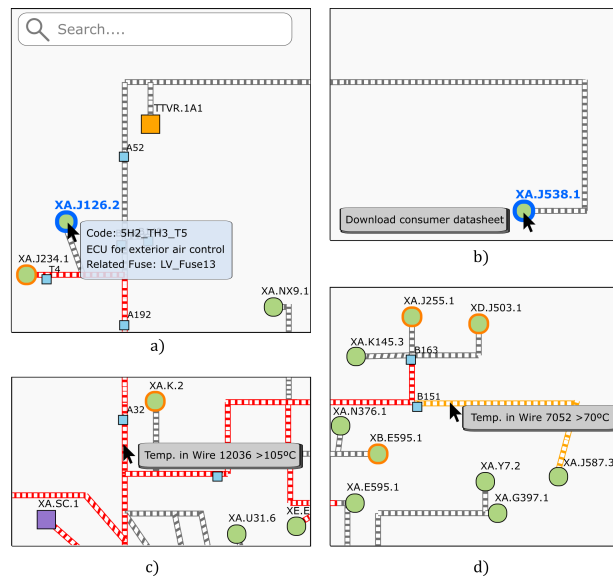 Search....
TTVR.1A1
A52
XA.J126.2
Code: 5H2_TH3_T5
ECU for exterior air control
Related Fuse: LV_Fuse13
XA.J234.1
T4
XA.NX9.1
A192
a)
XA.J538.1
Download consumer datasheet
b)
XA.K.2
A32
Temp. in Wire 12036 >105ºC
XA.SC.1
XA.U31.6
XE.E
c)
XA.J255.1
XD.J503.1
XA.K145.3
B163
B151
XA.N376.1
Temp. in Wire 7052 >70ºC
XB.E595.1
XA.Y7.2
XA.J587.3
XA.E595.1
XA.G397.1
d)